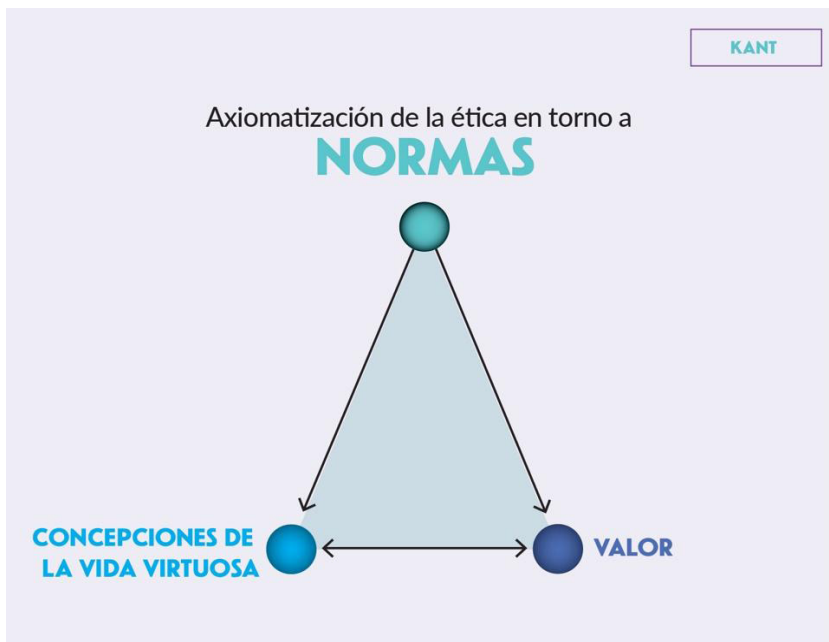 KANT
Axiomatización de la ética en torno a
NORMAS
CONCEPCIONES DE
LA VIDA VIRTUOSA
VALOR